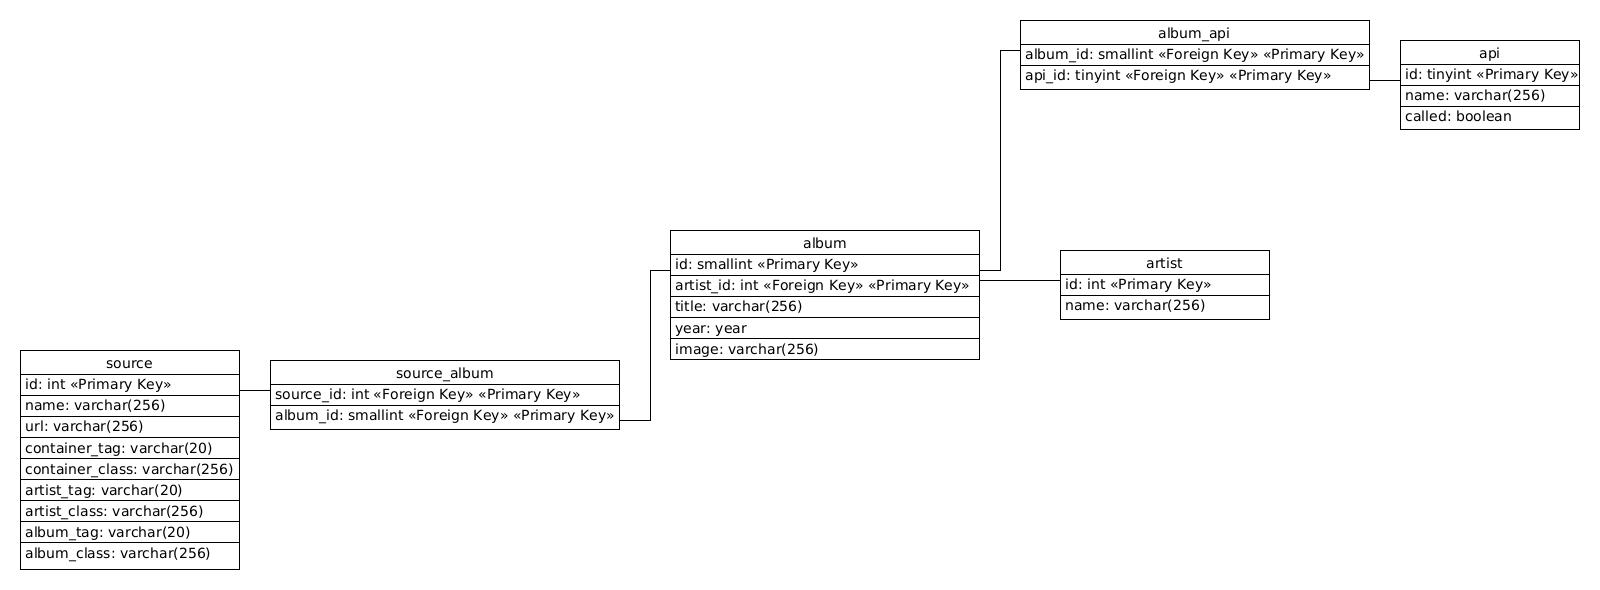 album_api
album_id: smallint «Foreign Key» «Primary Key»
api_id: tinyint «Foreign Key» «Primary Key»
api
id: tinyint «Primary Key»
name: varchar(256)
called: boolean
album
id: smallint «Primary Key»
artist_id: int «Foreign Key» «Primary Key»
title: varchar(256)
year: year
image: varchar(256)
artist
id: int «Primary Key»
name: varchar(256)
source
id: int «Primary Key»
name: varchar(256)
url: varchar(256)
container_tag: varchar(20)
container_class: varchar(256)
artist_tag: varchar(20)
artist_class: varchar(256)
album_tag: varchar(20)
album_class: varchar(256)
source_album
source_id: int «Foreign Key» «Primary Key»
album_id: smallint «Foreign Key» «Primary Key»